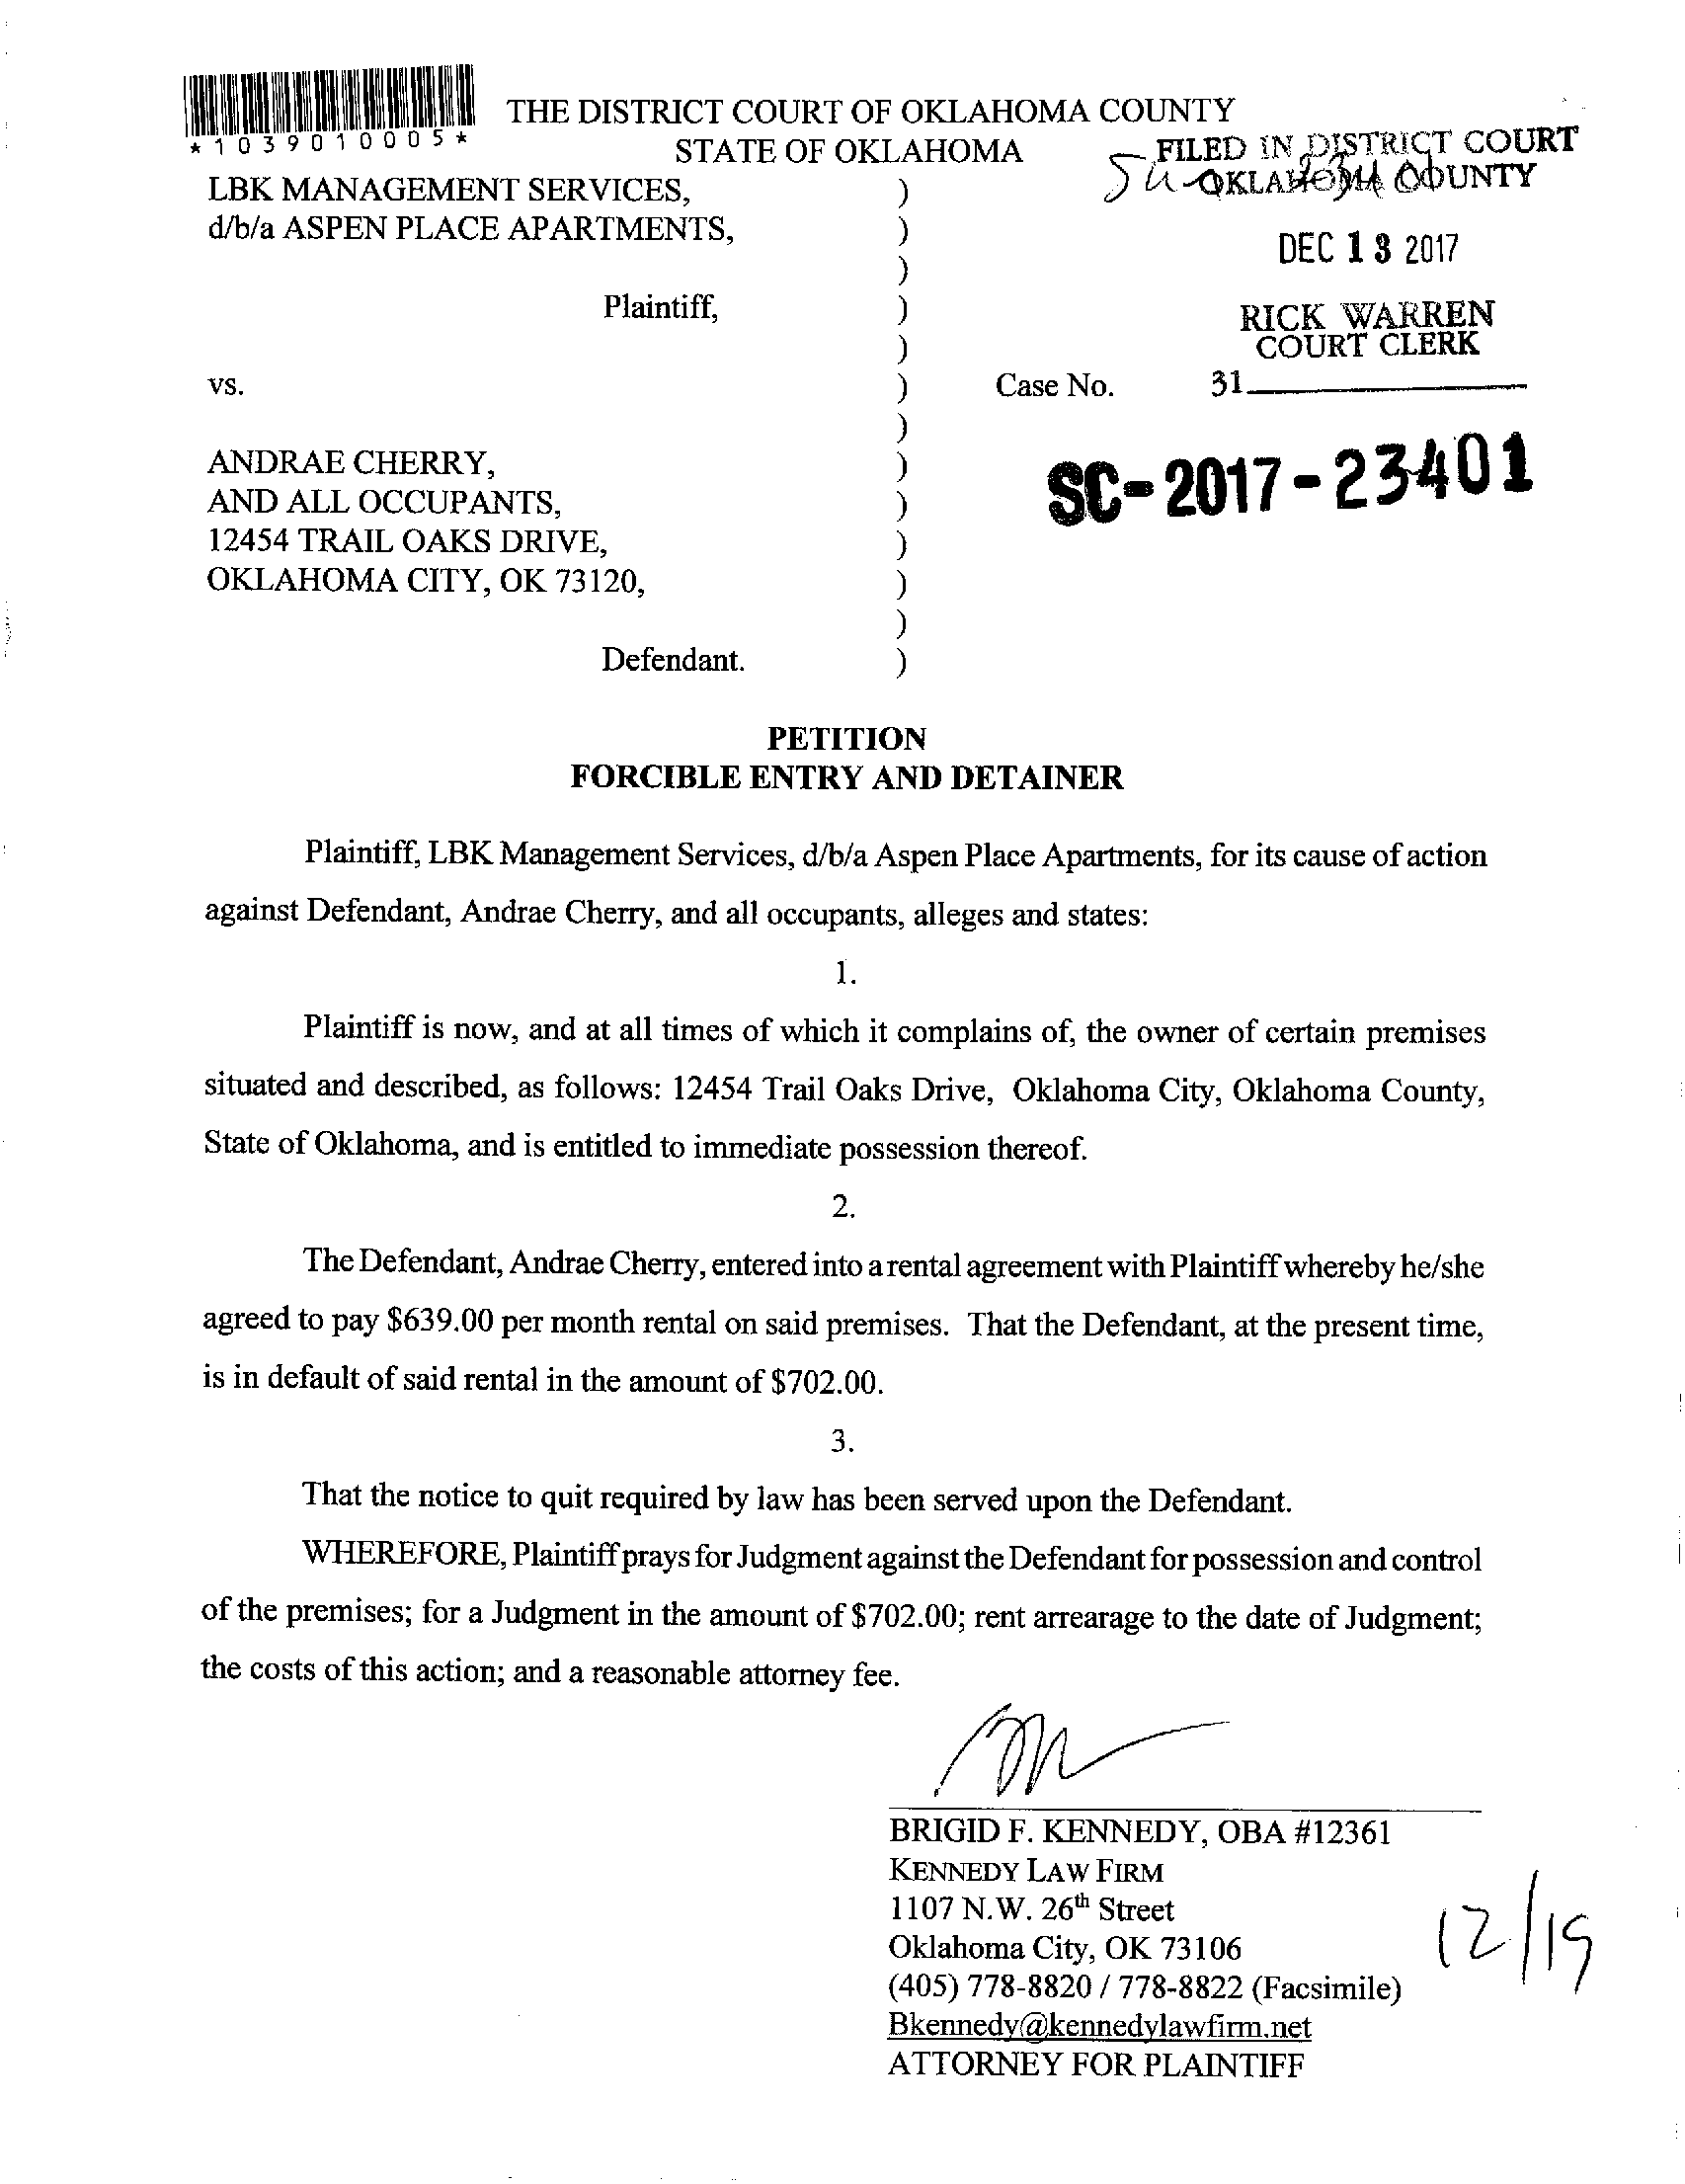 *1039010005*
THE DISTRICT COURT OF OKLAHOMA COUNTY
STATE OF OKLAHOMA
FILED IN DISTRICT COURT
OKLAHOMA COUNTY
LBK MANAGEMENT SERVICES, )
d/b/a ASPEN PLACE APARTMENTS, )
)
DEC 13 2017
Plaintiff, )
RICK WARREN
COURT CLERK
)
vs. ) Case No. 31
)
ANDRAE CHERRY, )
SC-2017-23401
AND ALL OCCUPANTS, )
12454 TRAIL OAKS DRIVE, )
OKLAHOMA CITY, OK 73120, )
)
Defendant. )
PETITION
FORCIBLE ENTRY AND DETAINER
Plaintiff, LBK Management Services, d/b/a Aspen Place Apartments, for its cause of action
against Defendant, Andrae Cherry, and all occupants, alleges and states:
1.
Plaintiff is now, and at all times of which it complains of, the owner of certain premises
situated and described, as follows: 12454 Trail Oaks Drive, Oklahoma City, Oklahoma County,
State of Oklahoma, and is entitled to immediate possession thereof.
2.
The Defendant, Andrae Cherry, entered into a rental agreement with Plaintiff whereby he/she
agreed to pay $639.00 per month rental on said premises. That the Defendant, at the present time,
is in default of said rental in the amount of $702.00.
3.
That the notice to quit required by law has been served upon the Defendant.
WHEREFORE, Plaintiff prays for Judgment against the Defendant for possession and control
of the premises; for a Judgment in the amount of $702.00; rent arrearage to the date of Judgment;
the costs of this action; and a reasonable attorney fee.
BRIGID F. KENNEDY, OBA #12361
KENNEDY LAW FIRM
1107 N.W. 26th Street
Oklahoma City, OK 73106
12/19
(405) 778-8820 / 778-8822 (Facsimile)
Bkennedy@kennedylawfirm.net
ATTORNEY FOR PLAINTIFF